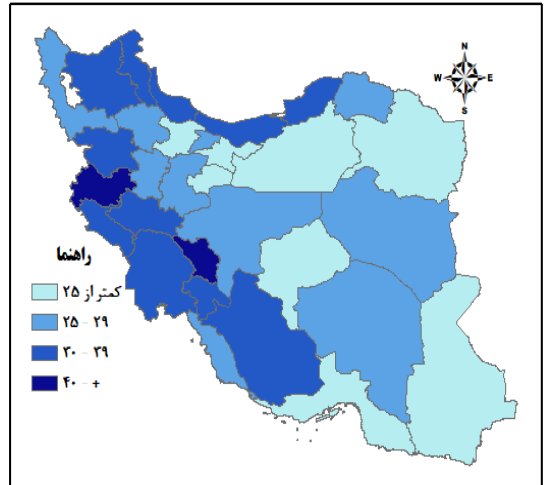 N
W E
S
راهنما
کمتر از ۲۵
۲۵ - ۲۹
۳۰ - ۳۹
۴۰ - +